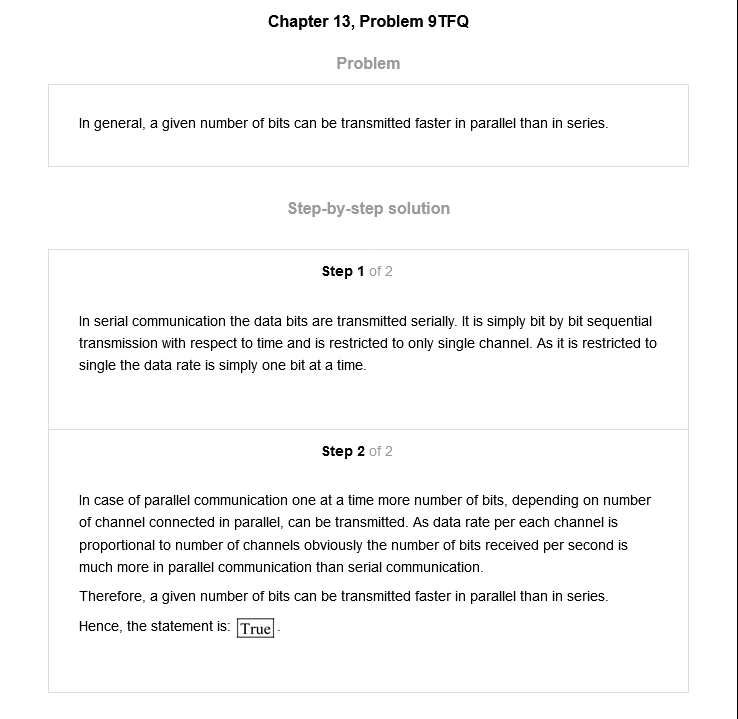 Chapter 13, Problem 9TFQ
Problem
In general, a given number of bits can be transmitted faster in parallel than in series.
Step-by-step solution
Step 1 of 2
In serial communication the data bits are transmitted serially. It is simply bit by bit sequential
transmission with respect to time and is restricted to only single channel. As it is restricted to
single the data rate is simply one bit at a time.
Step 2 of 2
In case of parallel communication one at a time more number of bits, depending on number
of channel connected in parallel, can be transmitted. As data rate per each channel is
proportional to number of channels obviously the number of bits received per second is
much more in parallel communication than serial communication.
Therefore, a given number of bits can be transmitted faster in parallel than in series.
Hence, the statement is: True .